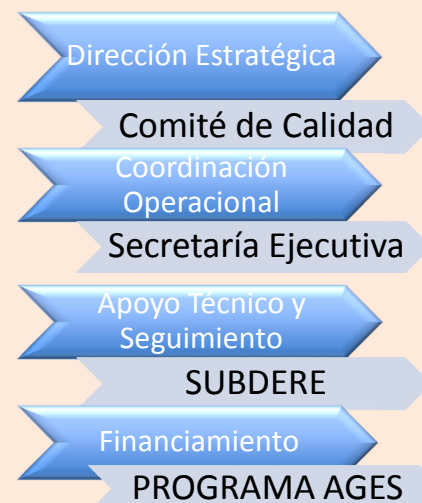 Dirección Estratégica
Comité de Calidad
Coordinación
Operacional
Secretaría Ejecutiva
Apoyo Técnico y
Seguimiento
SUBDERE
Financiamiento
PROGRAMA AGES